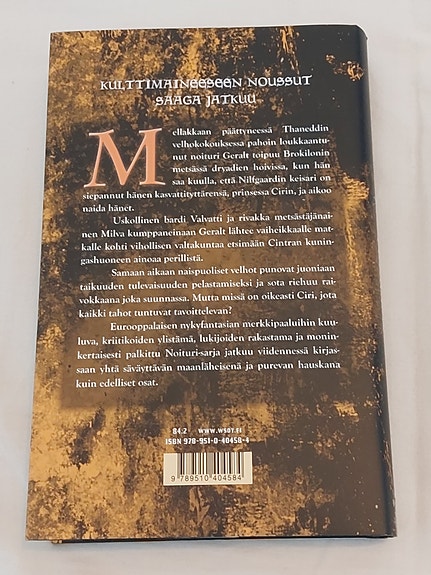 KULTTIMAINEESEEN NOUSSUT
SAAGA JATKUU
Mellakkaan päättyneessä Thaneddin
velhokokouksessa pahoin loukkaantu-
nut noituri Geralt toipuu Brokilonin
metsässä dryadien hoivissa, kun hän
saa kuulla, että Nilfgaardin keisari on
siepannut hänen kasvattityttärensä, prinsessa Cirin, ja aikoo
naida hänet.
Uskollinen bardi Valvatti ja rivakka metsästäjänai-
nen Milva kumppaneinaan Geralt lähtee vaiheikkaalle mat-
kalle kohti vihollisen valtakuntaa etsimään Cintran kunin-
gashuoneen ainoaa perillistä.
Samaan aikaan naispuoliset velhot punovat juoniaan
taikuuden tulevaisuuden pelastamiseksi ja sota riehuu rai-
vokkaana joka suunnassa. Mutta missä on oikeasti Ciri, jota
kaikki tahot tuntuvat tavoittelevan?
Eurooppalaisen nykyfantasian merkkipaaluihin kuu-
luva, kriitikoiden ylistämä, lukijoiden rakastama ja monin-
kertaisesti palkittu Noituri-sarja jatkuu viidennessä kirjas-
saan yhtä säväyttävän maanläheisenä ja purevan hauskana
kuin edelliset osat.
84.2 WWW.WSOY.FI
ISBN 978-951-0-40458-4
9 789510 404584